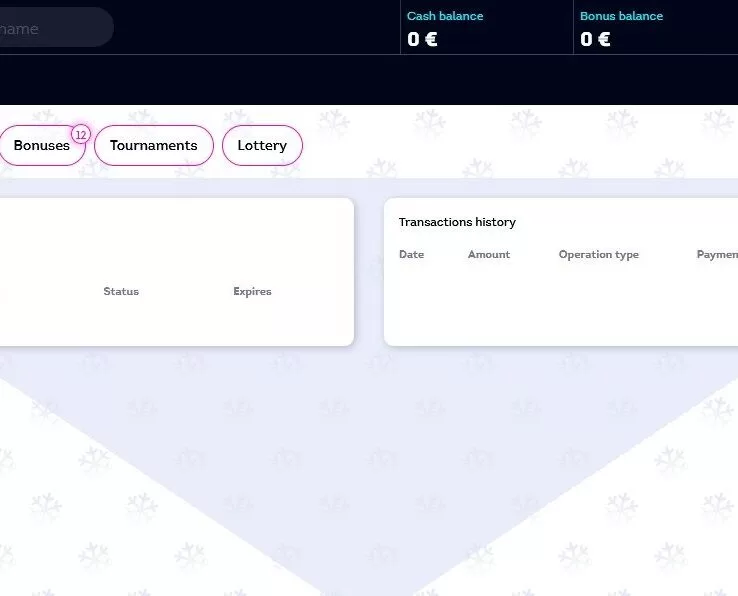 name
Cash balance
0 €
Bonus balance
0 €
Bonuses
12
Tournaments
Lottery
Status
Expires
Transactions history
Date
Amount
Operation type
Paymen